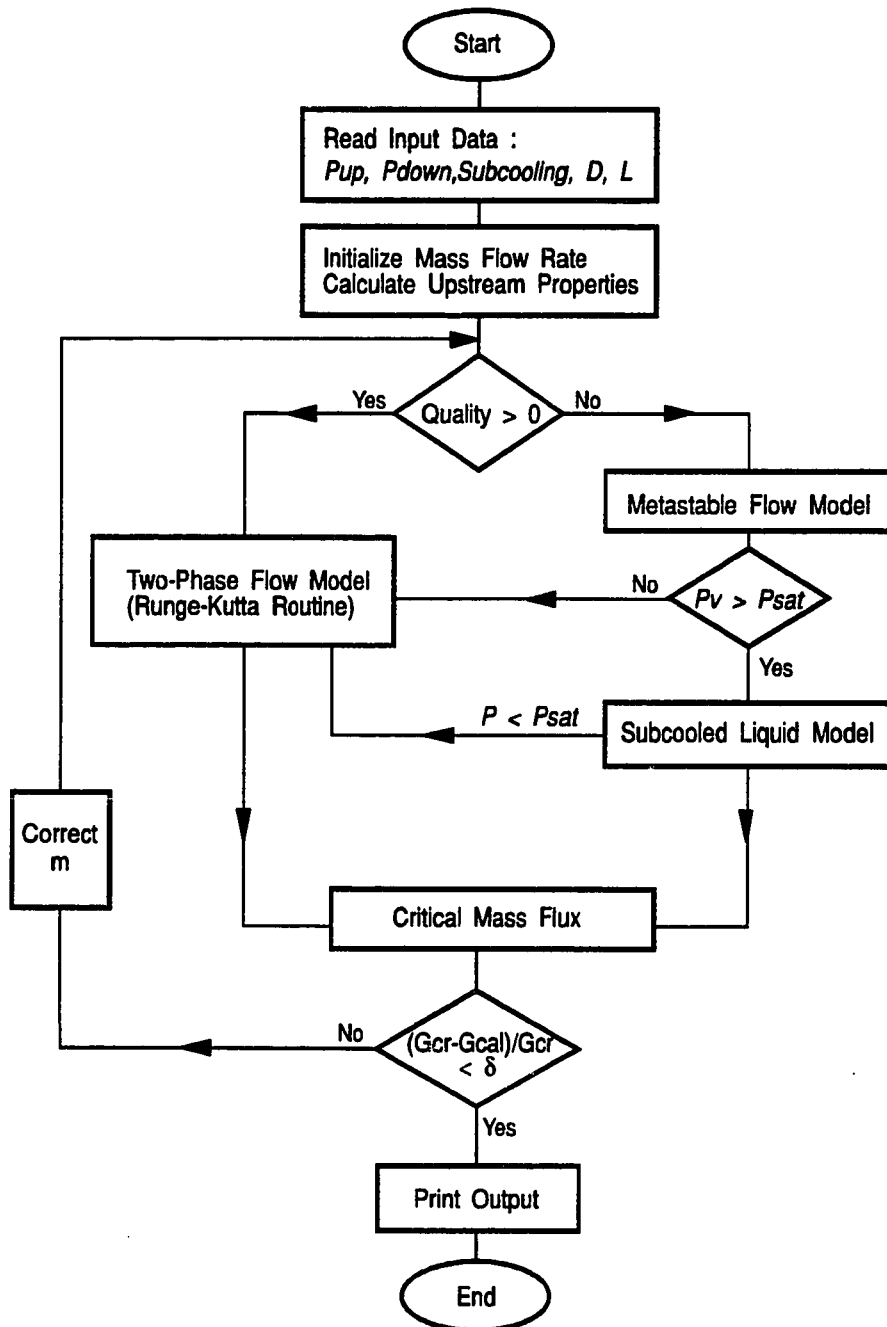 Start
Read Input Data :
Pup, Pdown,Subcooling, D, L
Initialize Mass Flow Rate
Calculate Upstream Properties
Yes
Quality > 0
No
Metastable Flow Model
Two-Phase Flow Model
(Runge-Kutta Routine)
No
Pv > Psat
Yes
P < Psat
Subcooled Liquid Model
Correct
m
Critical Mass Flux
No
(Gcr-Gcal)/Gcr
< δ
Yes
Print Output
End